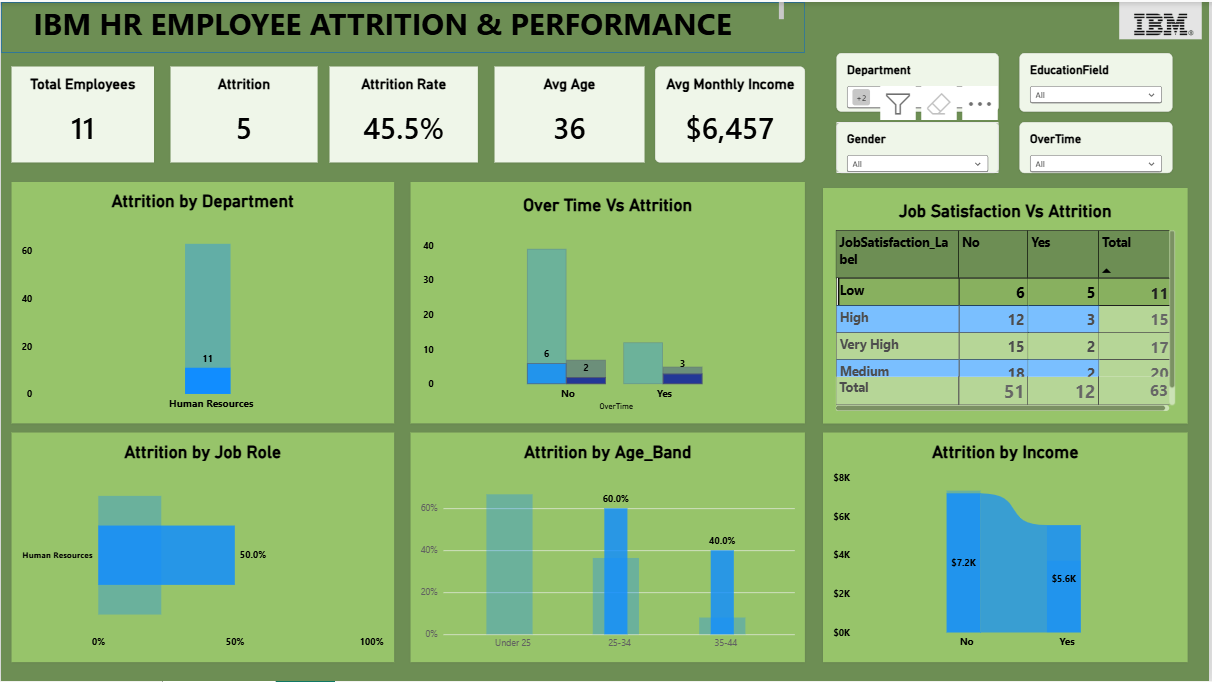 IBM HR EMPLOYEE ATTRITION & PERFORMANCE
IBM®
Total Employees
11
Attrition
5
Attrition Rate
45.5%
Avg Age
36
Avg Monthly Income
$6,457
Department
+2
EducationField
All
Gender
All
OverTime
All
Attrition by Department
60
40
20
0
11
Human Resources
Over Time Vs Attrition
40
30
20
10
0
6
2
3
No
Yes
OverTime
Job Satisfaction Vs Attrition
JobSatisfaction_La
bel
No
Yes
Total
Low 6 5 11
High 12 3 15
Very High 15 2 17
Medium 18 2 20
Total 51 12 63
Attrition by Job Role
Human Resources
50.0%
0%
50%
100%
Attrition by Age_Band
60%
40%
20%
0%
60.0%
40.0%
Under 25
25-34
35-44
Attrition by Income
$8K
$6K
$4K
$2K
$0K
$7.2K
$5.6K
No
Yes